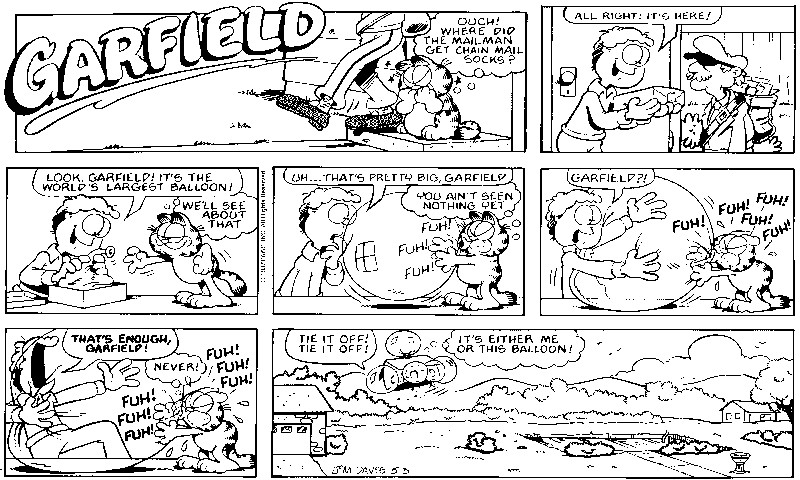 GARFIELD
OUCH!
WHERE DID
THE MAILMAN
GET CHAIN MAIL
SOCKS?
ALL RIGHT! IT'S HERE!
LOOK, GARFIELD! IT'S THE
WORLD'S LARGEST BALLOON!
WE'LL SEE
ABOUT
THAT
UH...THAT'S PRETTY BIG, GARFIELD
YOU AIN'T SEEN
NOTHING YET
FUH!
FUH!
FUH!
GARFIELD?!
FUH!
FUH!
FUH!
FUH!
FUH!
THAT'S ENOUGH,
GARFIELD!
NEVER!
FUH!
FUH!
FUH!
FUH!
FUH!
FUH!
TIE IT OFF!
TIE IT OFF!
IT'S EITHER ME
OR THIS BALLOON!
JIM DAVIS 5-3